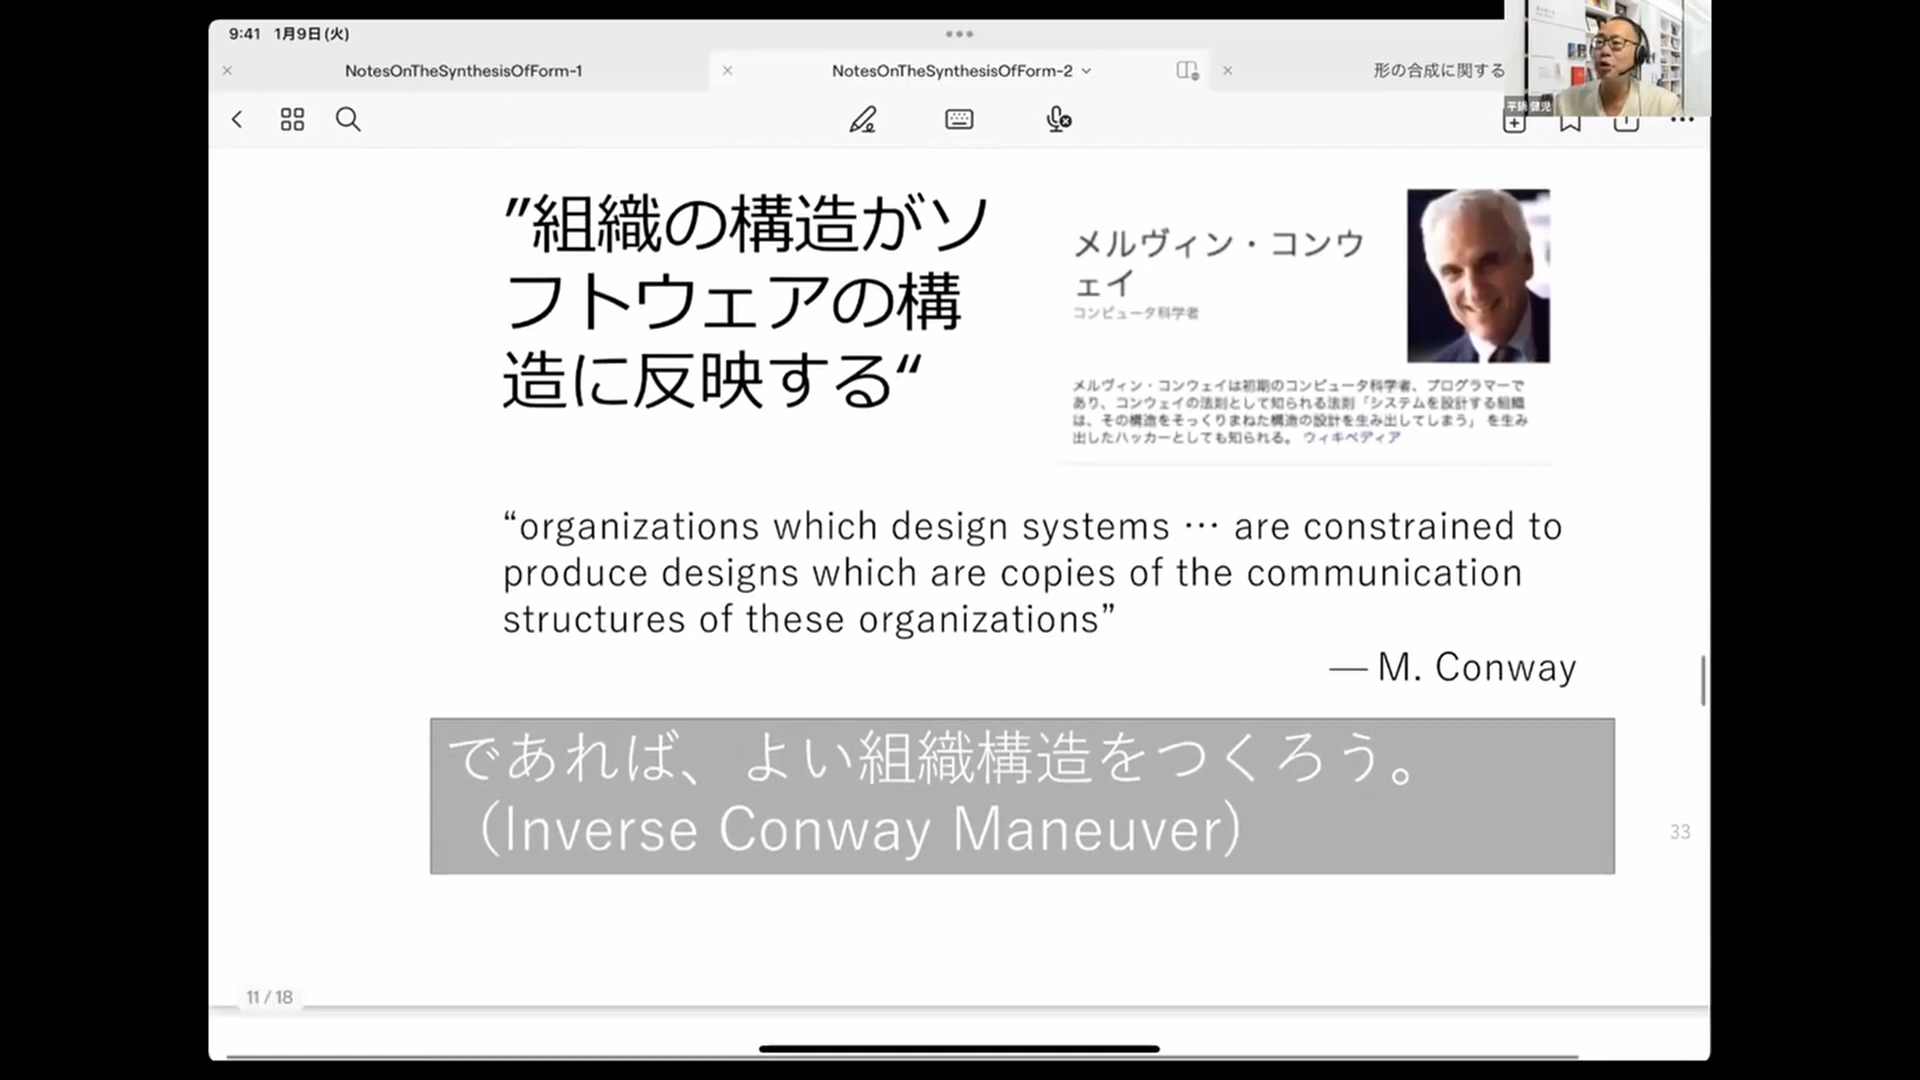 9:41 1月9日(火)
NotesOnTheSynthesisOfForm-1
NotesOnTheSynthesisOfForm-2
形の合成に関する
平鍋 健児
”組織の構造がソ
フトウェアの構
造に反映する“
メルヴィン・コンウ
ェイ
コンピュータ科学者
メルヴィン・コンウェイは初期のコンピュータ科学者、プログラマーで
あり、コンウェイの法則として知られる法則「システムを設計する組織
は、その構造をそっくりまねた構造の設計を生み出してしまう」 を生み
出したハッカーとしても知られる。 ウィキペディア
“organizations which design systems … are constrained to
produce designs which are copies of the communication
structures of these organizations”
— M. Conway
であれば、よい組織構造をつくろう。
（Inverse Conway Maneuver）
33
11 / 18